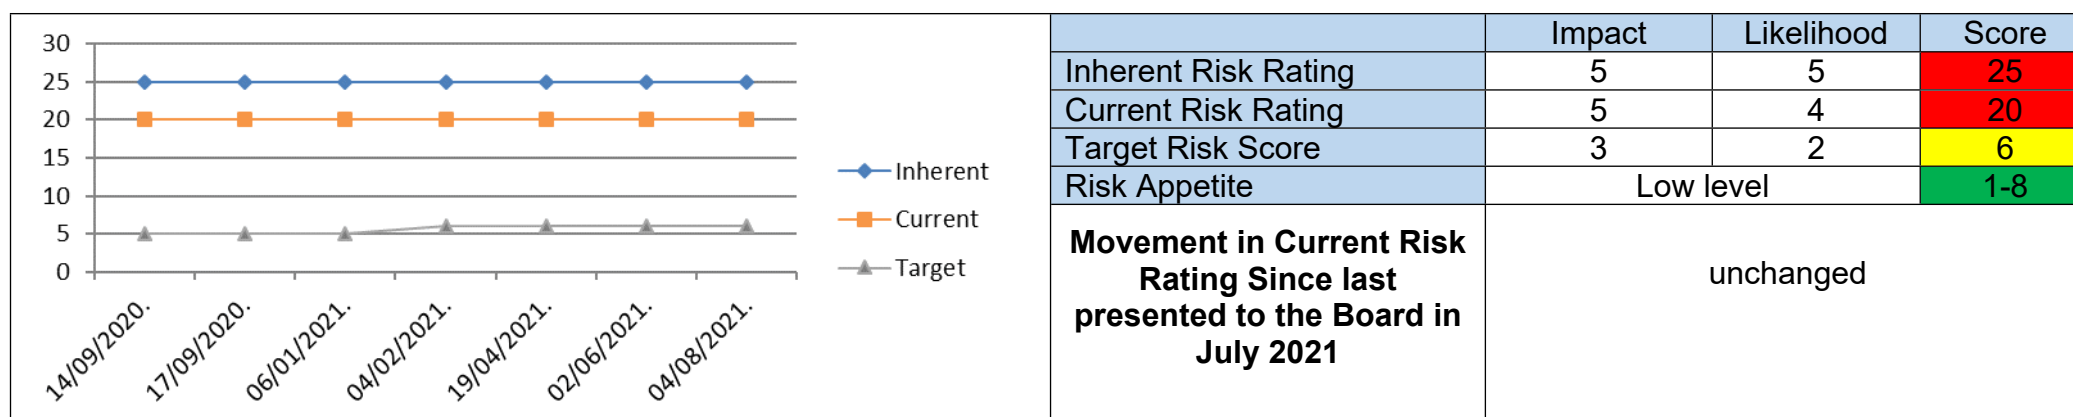 30
25
20
15
10
5
0
14/09/2020.
17/09/2020.
06/01/2021.
04/02/2021.
19/04/2021.
02/06/2021.
04/08/2021.
Inherent
Current
Target
Impact Likelihood Score
Inherent Risk Rating 5 5 25
Current Risk Rating 5 4 20
Target Risk Score 3 2 6
Risk Appetite Low level 1-8
Movement in Current Risk
Rating Since last
presented to the Board in
July 2021
unchanged